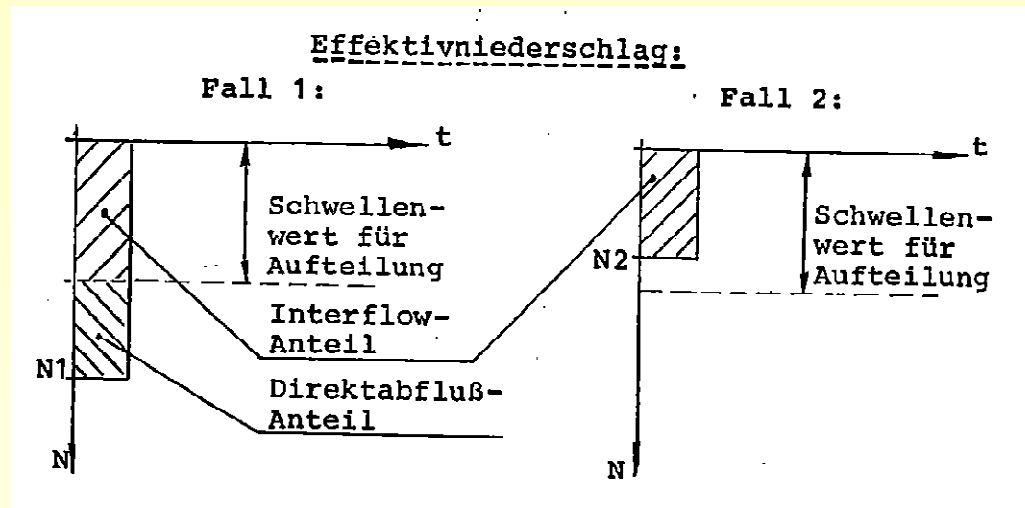 Effektivniederschlag:
Fall 1:
Fall 2:
t
Schwellen-
wert für
Aufteilung
Interflow-
Anteil
Direktabfluß-
Anteil
N1
N
t
Schwellen-
wert für
Aufteilung
N2
N